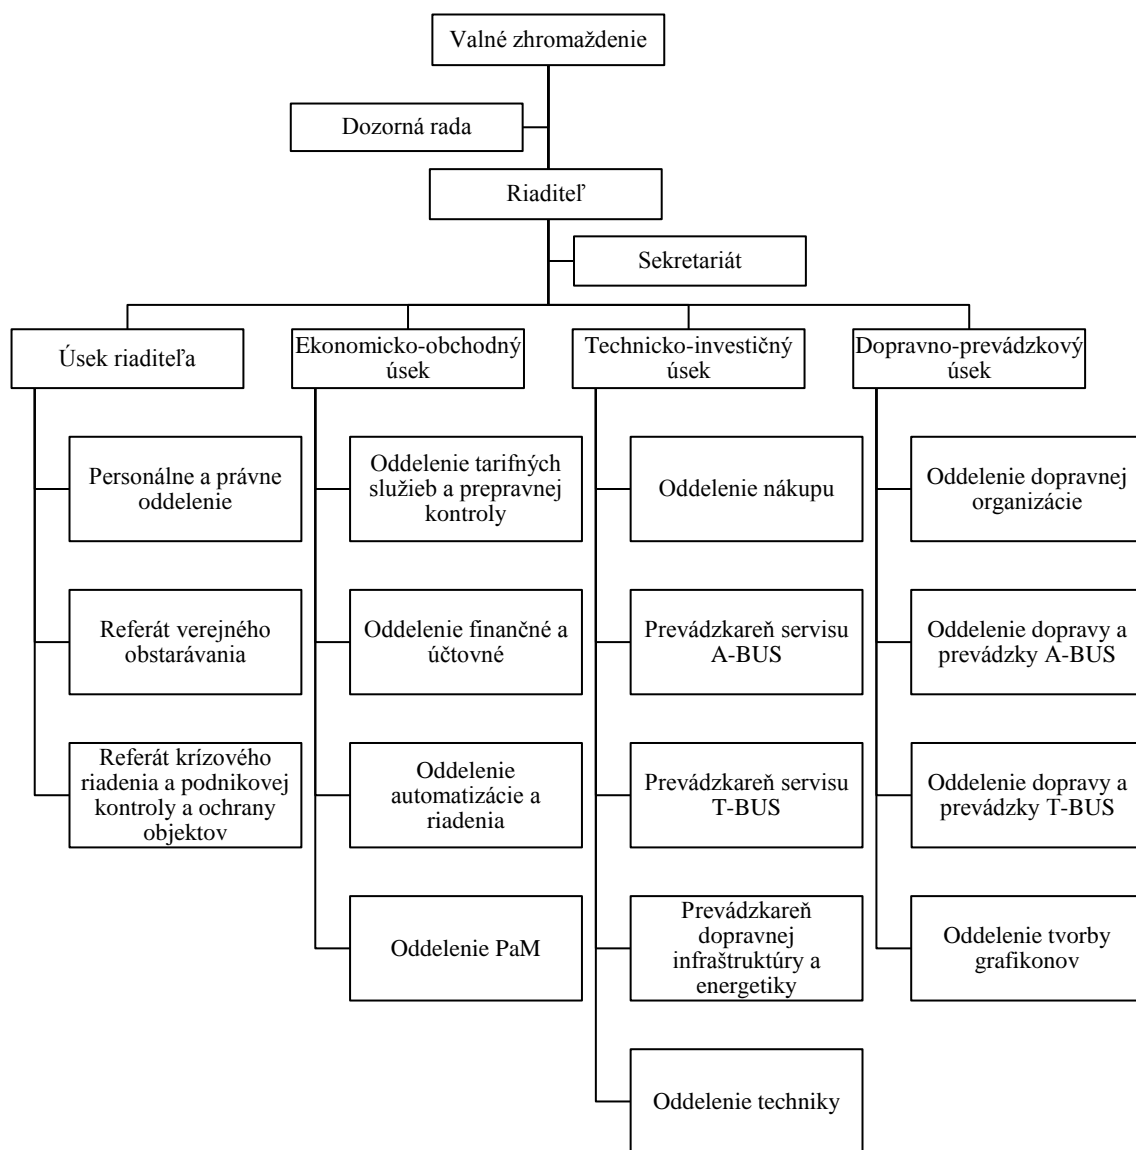 Valné zhromaždenie
Dozorná rada
Riaditeľ
Sekretariát
Úsek riaditeľa
Ekonomicko-obchodný
úsek
Technicko-investičný
úsek
Dopravno-prevádzkový
úsek
Personálne a právne
oddelenie
Oddelenie tarifných
služieb a prepravnej
kontroly
Oddelenie nákupu
Oddelenie dopravnej
organizácie
Referát verejného
obstarávania
Oddelenie finančné a
účtovné
Prevádzkareň servisu
A-BUS
Oddelenie dopravy a
prevádzky A-BUS
Referát krízového
riadenia a podnikovej
kontroly a ochrany
objektov
Oddelenie
automatizácie a
riadenia
Prevádzkareň servisu
T-BUS
Oddelenie dopravy a
prevádzky T-BUS
Oddelenie PaM
Prevádzkareň
dopravnej
infraštruktúry a
energetiky
Oddelenie tvorby
grafikonov
Oddelenie techniky